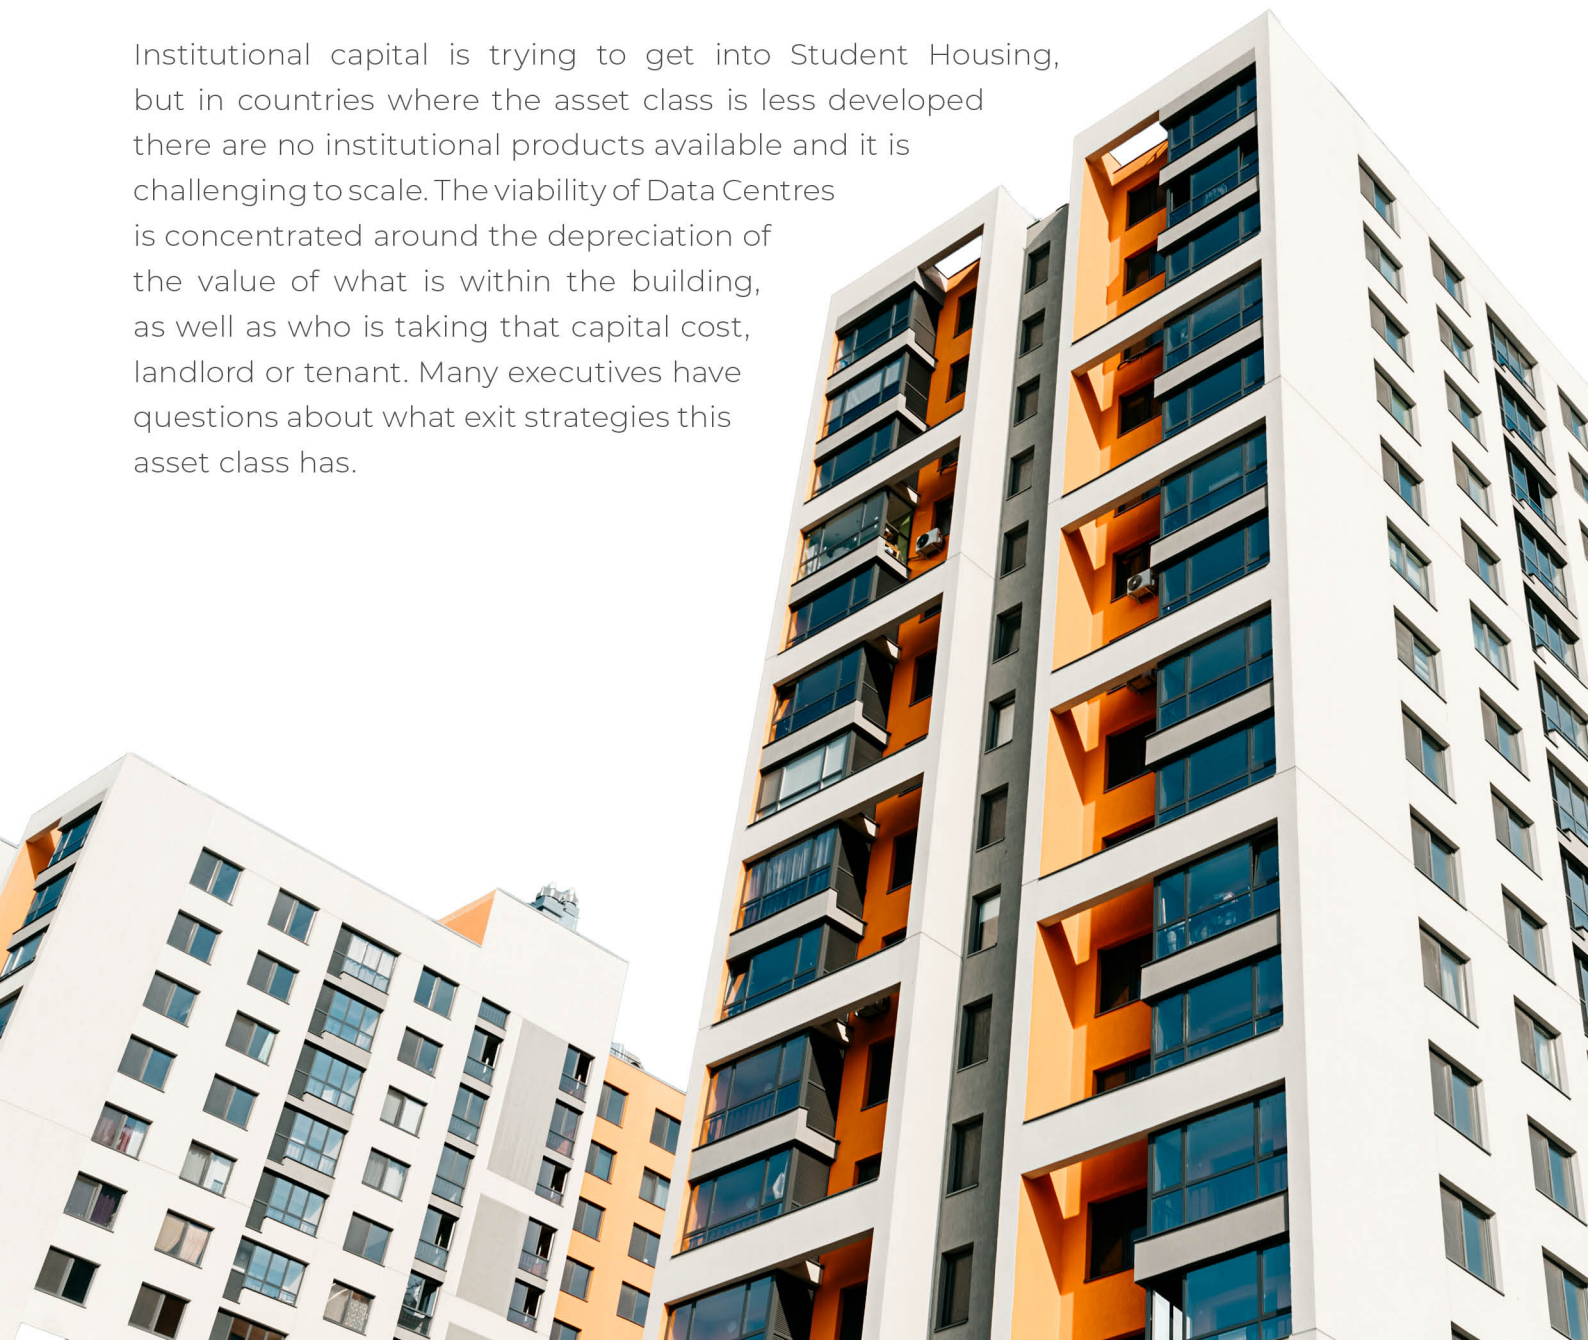 Institutional capital is trying to get into Student Housing,
but in countries where the asset class is less developed
there are no institutional products available and it is
challenging to scale. The viability of Data Centres
is concentrated around the depreciation of
the value of what is within the building,
as well as who is taking that capital cost,
landlord or tenant. Many executives have
questions about what exit strategies this
asset class has.